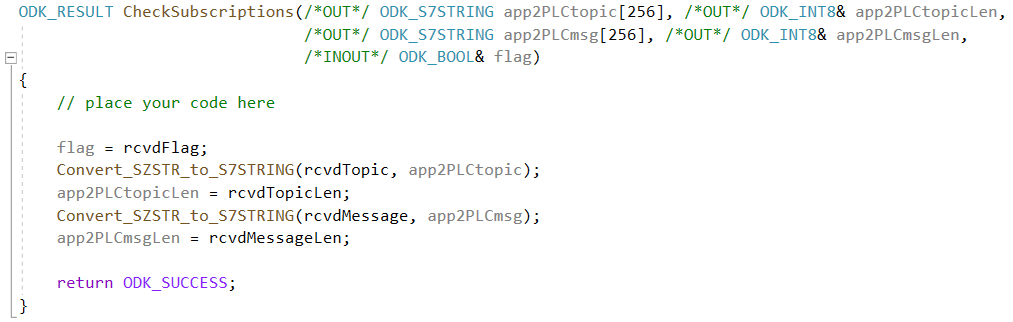 ODK_RESULT CheckSubscriptions(/*OUT*/ ODK_S7STRING app2PLCtopic[256], /*OUT*/ ODK_INT8& app2PLCtopicLen,
/*OUT*/ ODK_S7STRING app2PLCmsg[256], /*OUT*/ ODK_INT8& app2PLCmsgLen,
/*INOUT*/ ODK_BOOL& flag)
{
// place your code here
flag = rcvdFlag;
Convert_SZSTR_to_S7STRING(rcvdTopic, app2PLCtopic);
app2PLCtopicLen = rcvdTopicLen;
Convert_SZSTR_to_S7STRING(rcvdMessage, app2PLCmsg);
app2PLCmsgLen = rcvdMessageLen;
return ODK_SUCCESS;
}